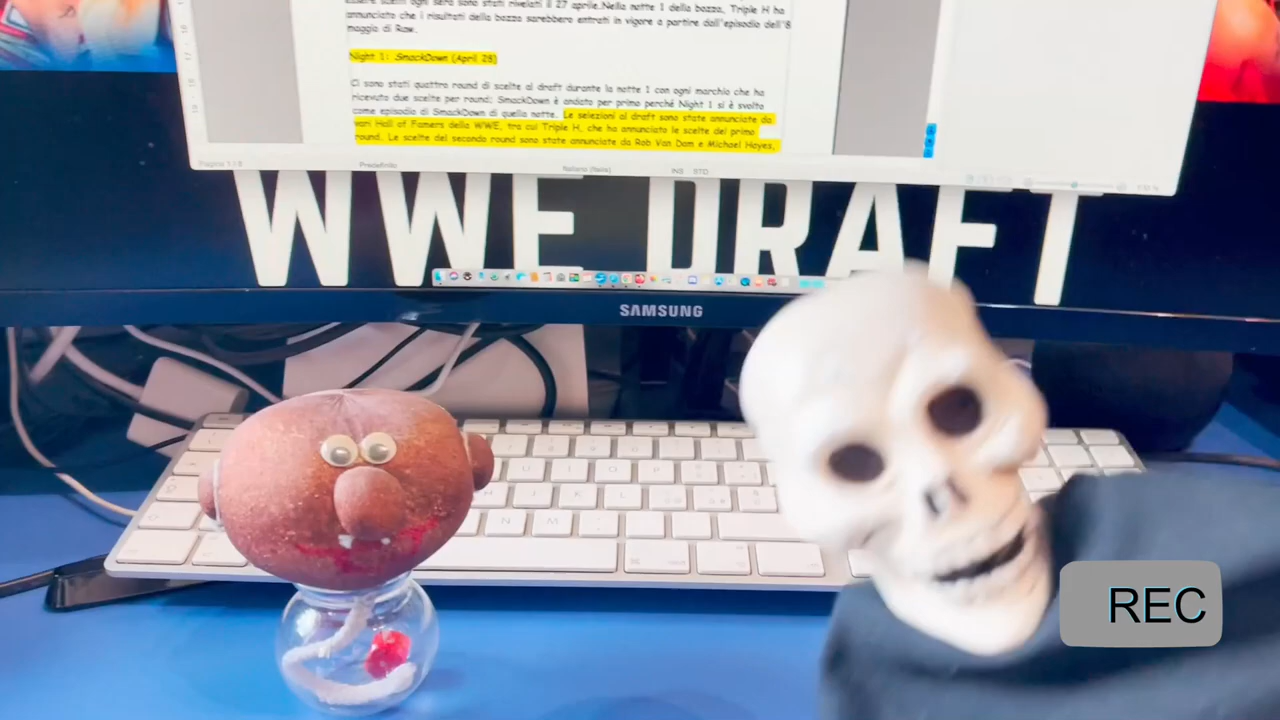 essere scelti ogni sera sono stati rivelati il 27 aprile.Nella notte 1 della bozza, Triple H ha
annunciato che i risultati della bozza sarebbero entrati in vigore a partire dall'episodio dell'8
maggio di Raw.
Night 1: SmackDown (April 28)
Ci sono stati quattro round di scelte al draft durante la notte 1 con ogni marchio che ha
ricevuto due scelte per round; SmackDown è andato per primo perché Night 1 si è svolto
come episodio di SmackDown di quella notte. Le selezioni al draft sono state annunciate da
vari Hall of Famers della WWE, tra cui Triple H, che ha annunciato le scelte del primo
round. Le scelte del secondo round sono state annunciate da Rob Van Dam e Michael Hayes,
Predefinito Italiano (Italia) INS STD
WWE DRAFT
SAMSUNG
I O P
H J K L
N M
REC